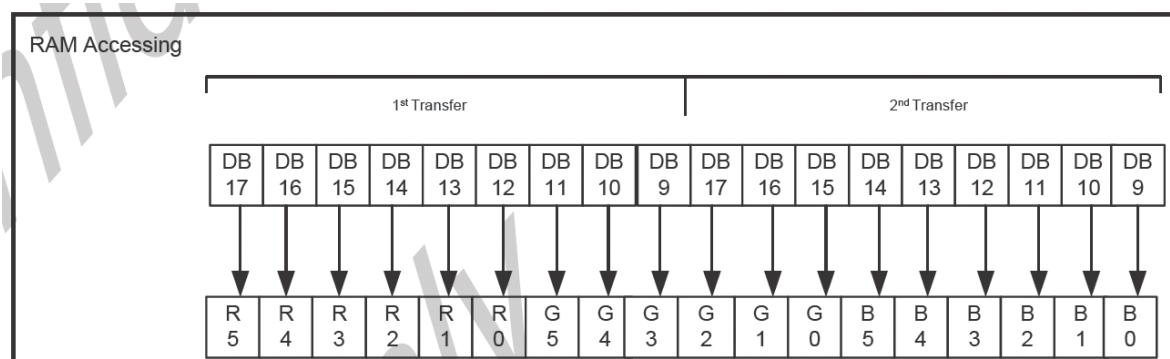 RAM Accessing
1st Transfer 2nd Transfer
DB DB DB DB DB DB DB DB DB DB DB DB DB DB DB DB DB DB
17 16 15 14 13 12 11 10 9 17 16 15 14 13 12 11 10 9
R R R R R R G G G G G G B B B B B B
5 4 3 2 1 0 5 4 3 2 1 0 5 4 3 2 1 0